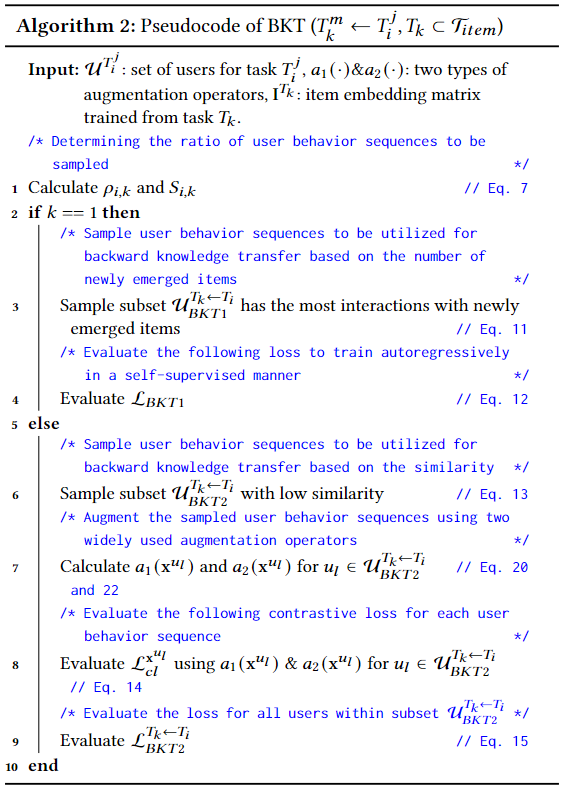 Algorithm 2: Pseudocode of BKT ($T_k^m \leftarrow T_i^j, T_k \subset \mathcal{T}_{item}$)
Input: $\mathcal{U}^{T_i^j}$: set of users for task $T_i^j$, $a_1(\cdot)$&$a_2(\cdot)$: two types of
augmentation operators, $\mathbf{I}^{T_k}$: item embedding matrix
trained from task $T_k$.
/* Determining the ratio of user behavior sequences to be
sampled */
1 Calculate $\rho_{i,k}$ and $S_{i,k}$ // Eq. 7
2 if $k == 1$ then
/* Sample user behavior sequences to be utilized for
backward knowledge transfer based on the number of
newly emerged items */
3 Sample subset $\mathcal{U}_{BKT1}^{T_k \leftarrow T_i}$ has the most interactions with newly
emerged items // Eq. 11
/* Evaluate the following loss to train autoregressively
in a self-supervised manner */
4 Evaluate $\mathcal{L}_{BKT1}$ // Eq. 12
5 else
/* Sample user behavior sequences to be utilized for
backward knowledge transfer based on the similarity */
6 Sample subset $\mathcal{U}_{BKT2}^{T_k \leftarrow T_i}$ with low similarity // Eq. 13
/* Augment the sampled user behavior sequences using two
widely used augmentation operators */
7 Calculate $a_1(\mathbf{x}^{u_l})$ and $a_2(\mathbf{x}^{u_l})$ for $u_l \in \mathcal{U}_{BKT2}^{T_k \leftarrow T_i}$ // Eq. 20
and 22
/* Evaluate the following contrastive loss for each user
behavior sequence */
8 Evaluate $\mathcal{L}_{cl}^{\mathbf{x}^{u_l}}$ using $a_1(\mathbf{x}^{u_l})$ & $a_2(\mathbf{x}^{u_l})$ for $u_l \in \mathcal{U}_{BKT2}^{T_k \leftarrow T_i}$
// Eq. 14
/* Evaluate the loss for all users within subset $\mathcal{U}_{BKT2}^{T_k \leftarrow T_i}$ */
9 Evaluate $\mathcal{L}_{BKT2}^{T_k \leftarrow T_i}$ // Eq. 15
10 end